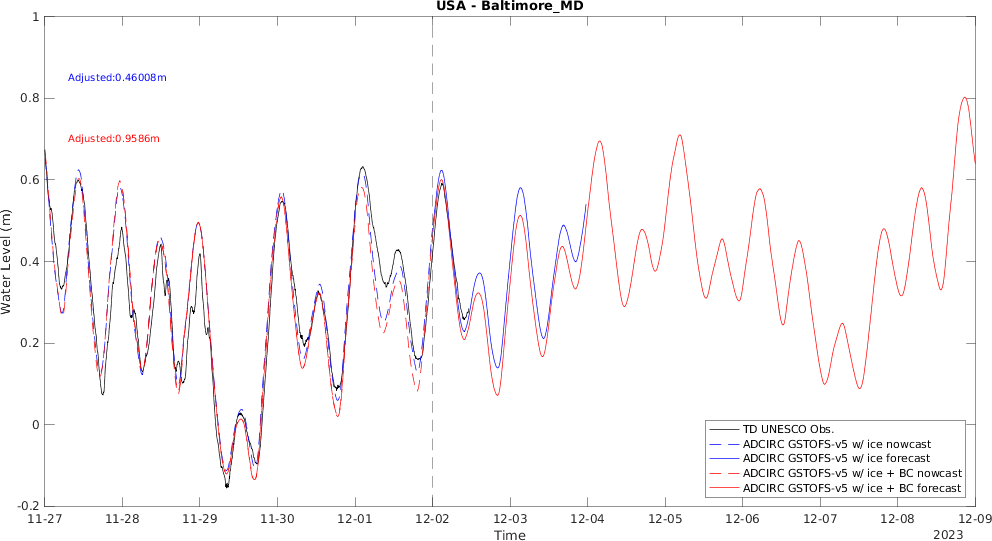 USA - Baltimore_MD
1
0.8
0.6
0.4
0.2
0
-0.2
Water Level (m)
Adjusted:0.46008m
Adjusted:0.9586m
TD UNESCO Obs.
ADCIRC GSTOFS-v5 w/ ice nowcast
ADCIRC GSTOFS-v5 w/ ice forecast
ADCIRC GSTOFS-v5 w/ ice + BC nowcast
ADCIRC GSTOFS-v5 w/ ice + BC forecast
11-27 11-28 11-29 11-30 12-01 12-02 12-03 12-04 12-05 12-06 12-07 12-08 12-09
Time
2023